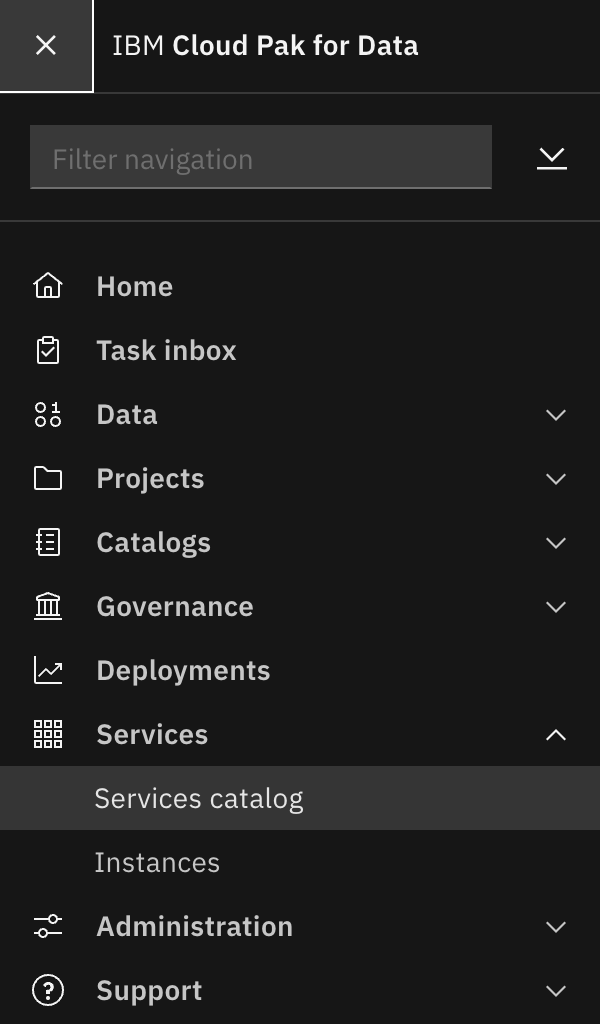 IBM Cloud Pak for Data
Filter navigation
Home
Task inbox
Data
Projects
Catalogs
Governance
Deployments
Services
Services catalog
Instances
Administration
Support